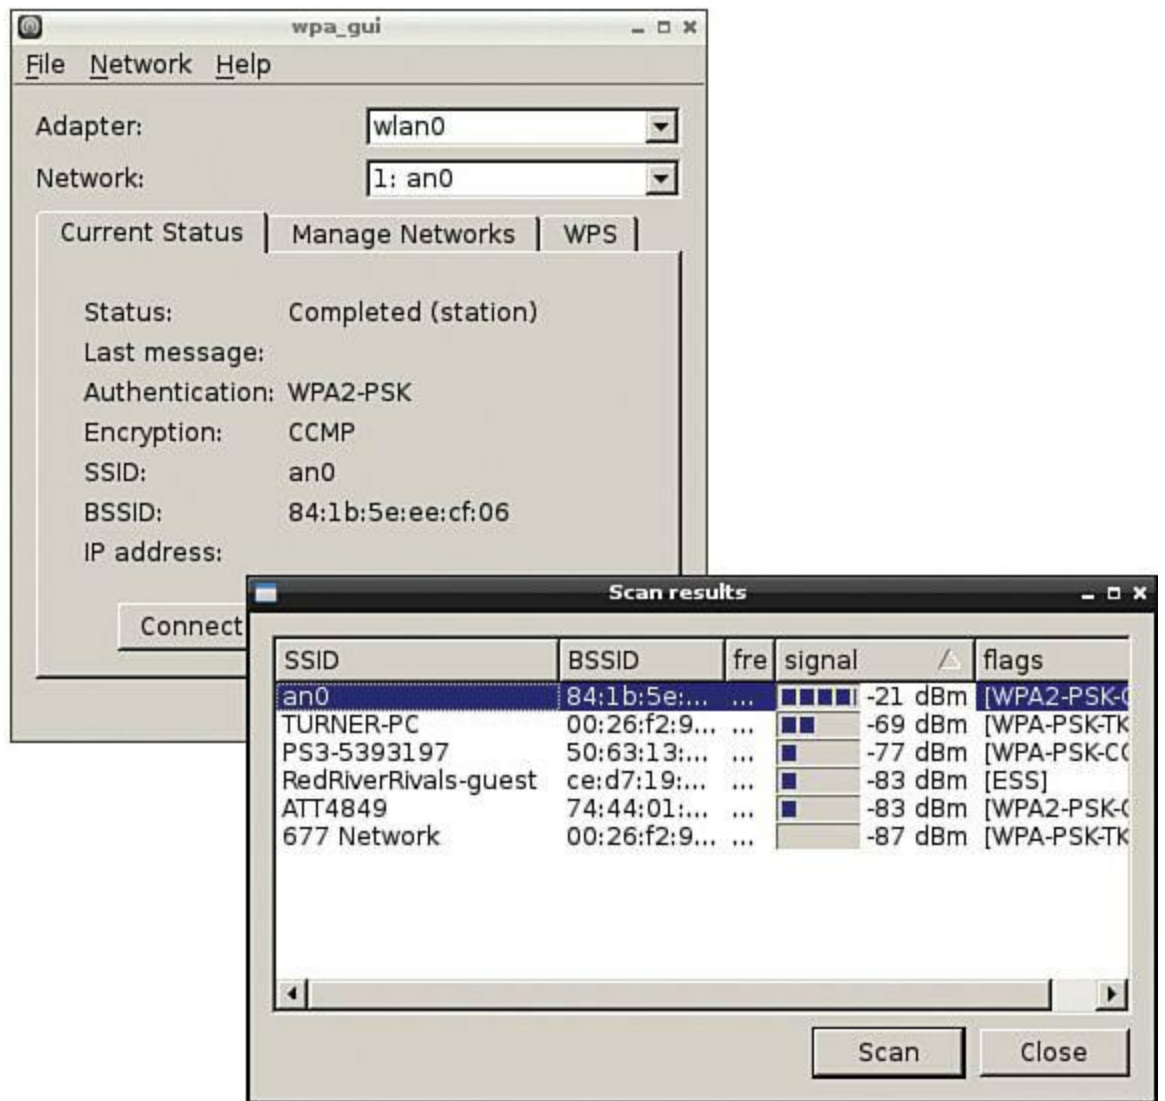 wpa_gui
File Network Help
Adapter: wlan0
Network: 1: an0
Current Status Manage Networks WPS
Status: Completed (station)
Last message:
Authentication: WPA2-PSK
Encryption: CCMP
SSID: an0
BSSID: 84:1b:5e:ee:cf:06
IP address:
Connect
Scan results
SSID BSSID fre signal flags
an0 84:1b:5e:... ... -21 dBm [WPA2-PSK-C
TURNER-PC 00:26:f2:9... ... -69 dBm [WPA-PSK-TK
PS3-5393197 50:63:13:... ... -77 dBm [WPA-PSK-CC
RedRiverRivals-guest ce:d7:19:... ... -83 dBm [ESS]
ATT4849 74:44:01:... ... -83 dBm [WPA2-PSK-C
677 Network 00:26:f2:9... ... -87 dBm [WPA-PSK-TK
Scan Close